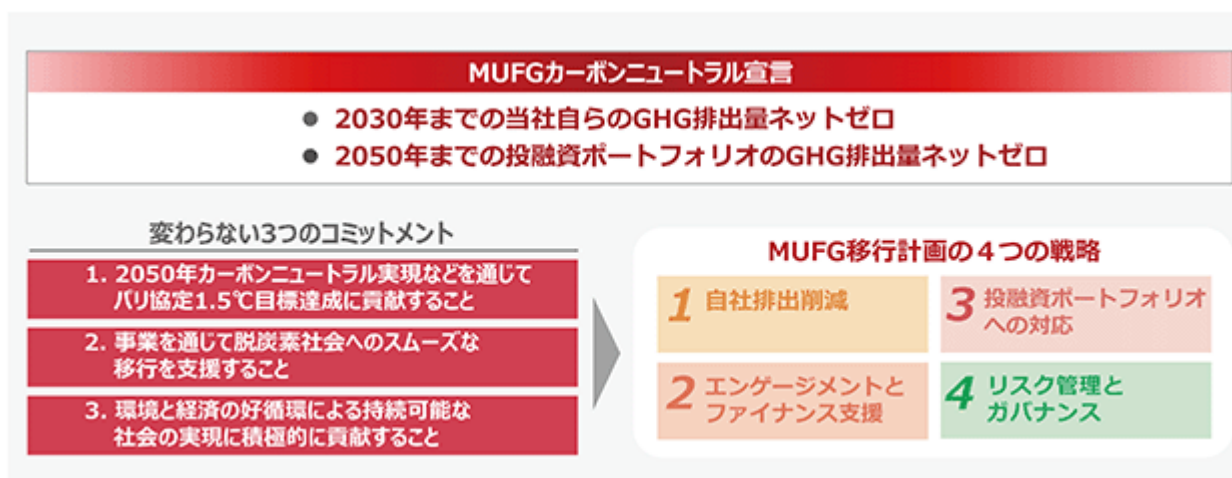 MUFGカーボンニュートラル宣言
● 2030年までの当社自らのGHG排出量ネットゼロ
● 2050年までの投融資ポートフォリオのGHG排出量ネットゼロ
変わらない3つのコミットメント
1. 2050年カーボンニュートラル実現などを通じて
パリ協定1.5℃目標達成に貢献すること
2. 事業を通じて脱炭素社会へのスムーズな
移行を支援すること
3. 環境と経済の好循環による持続可能な
社会の実現に積極的に貢献すること
MUFG移行計画の4つの戦略
1 自社排出削減
2 エンゲージメントと
ファイナンス支援
3 投融資ポートフォリオ
への対応
4 リスク管理と
ガバナンス